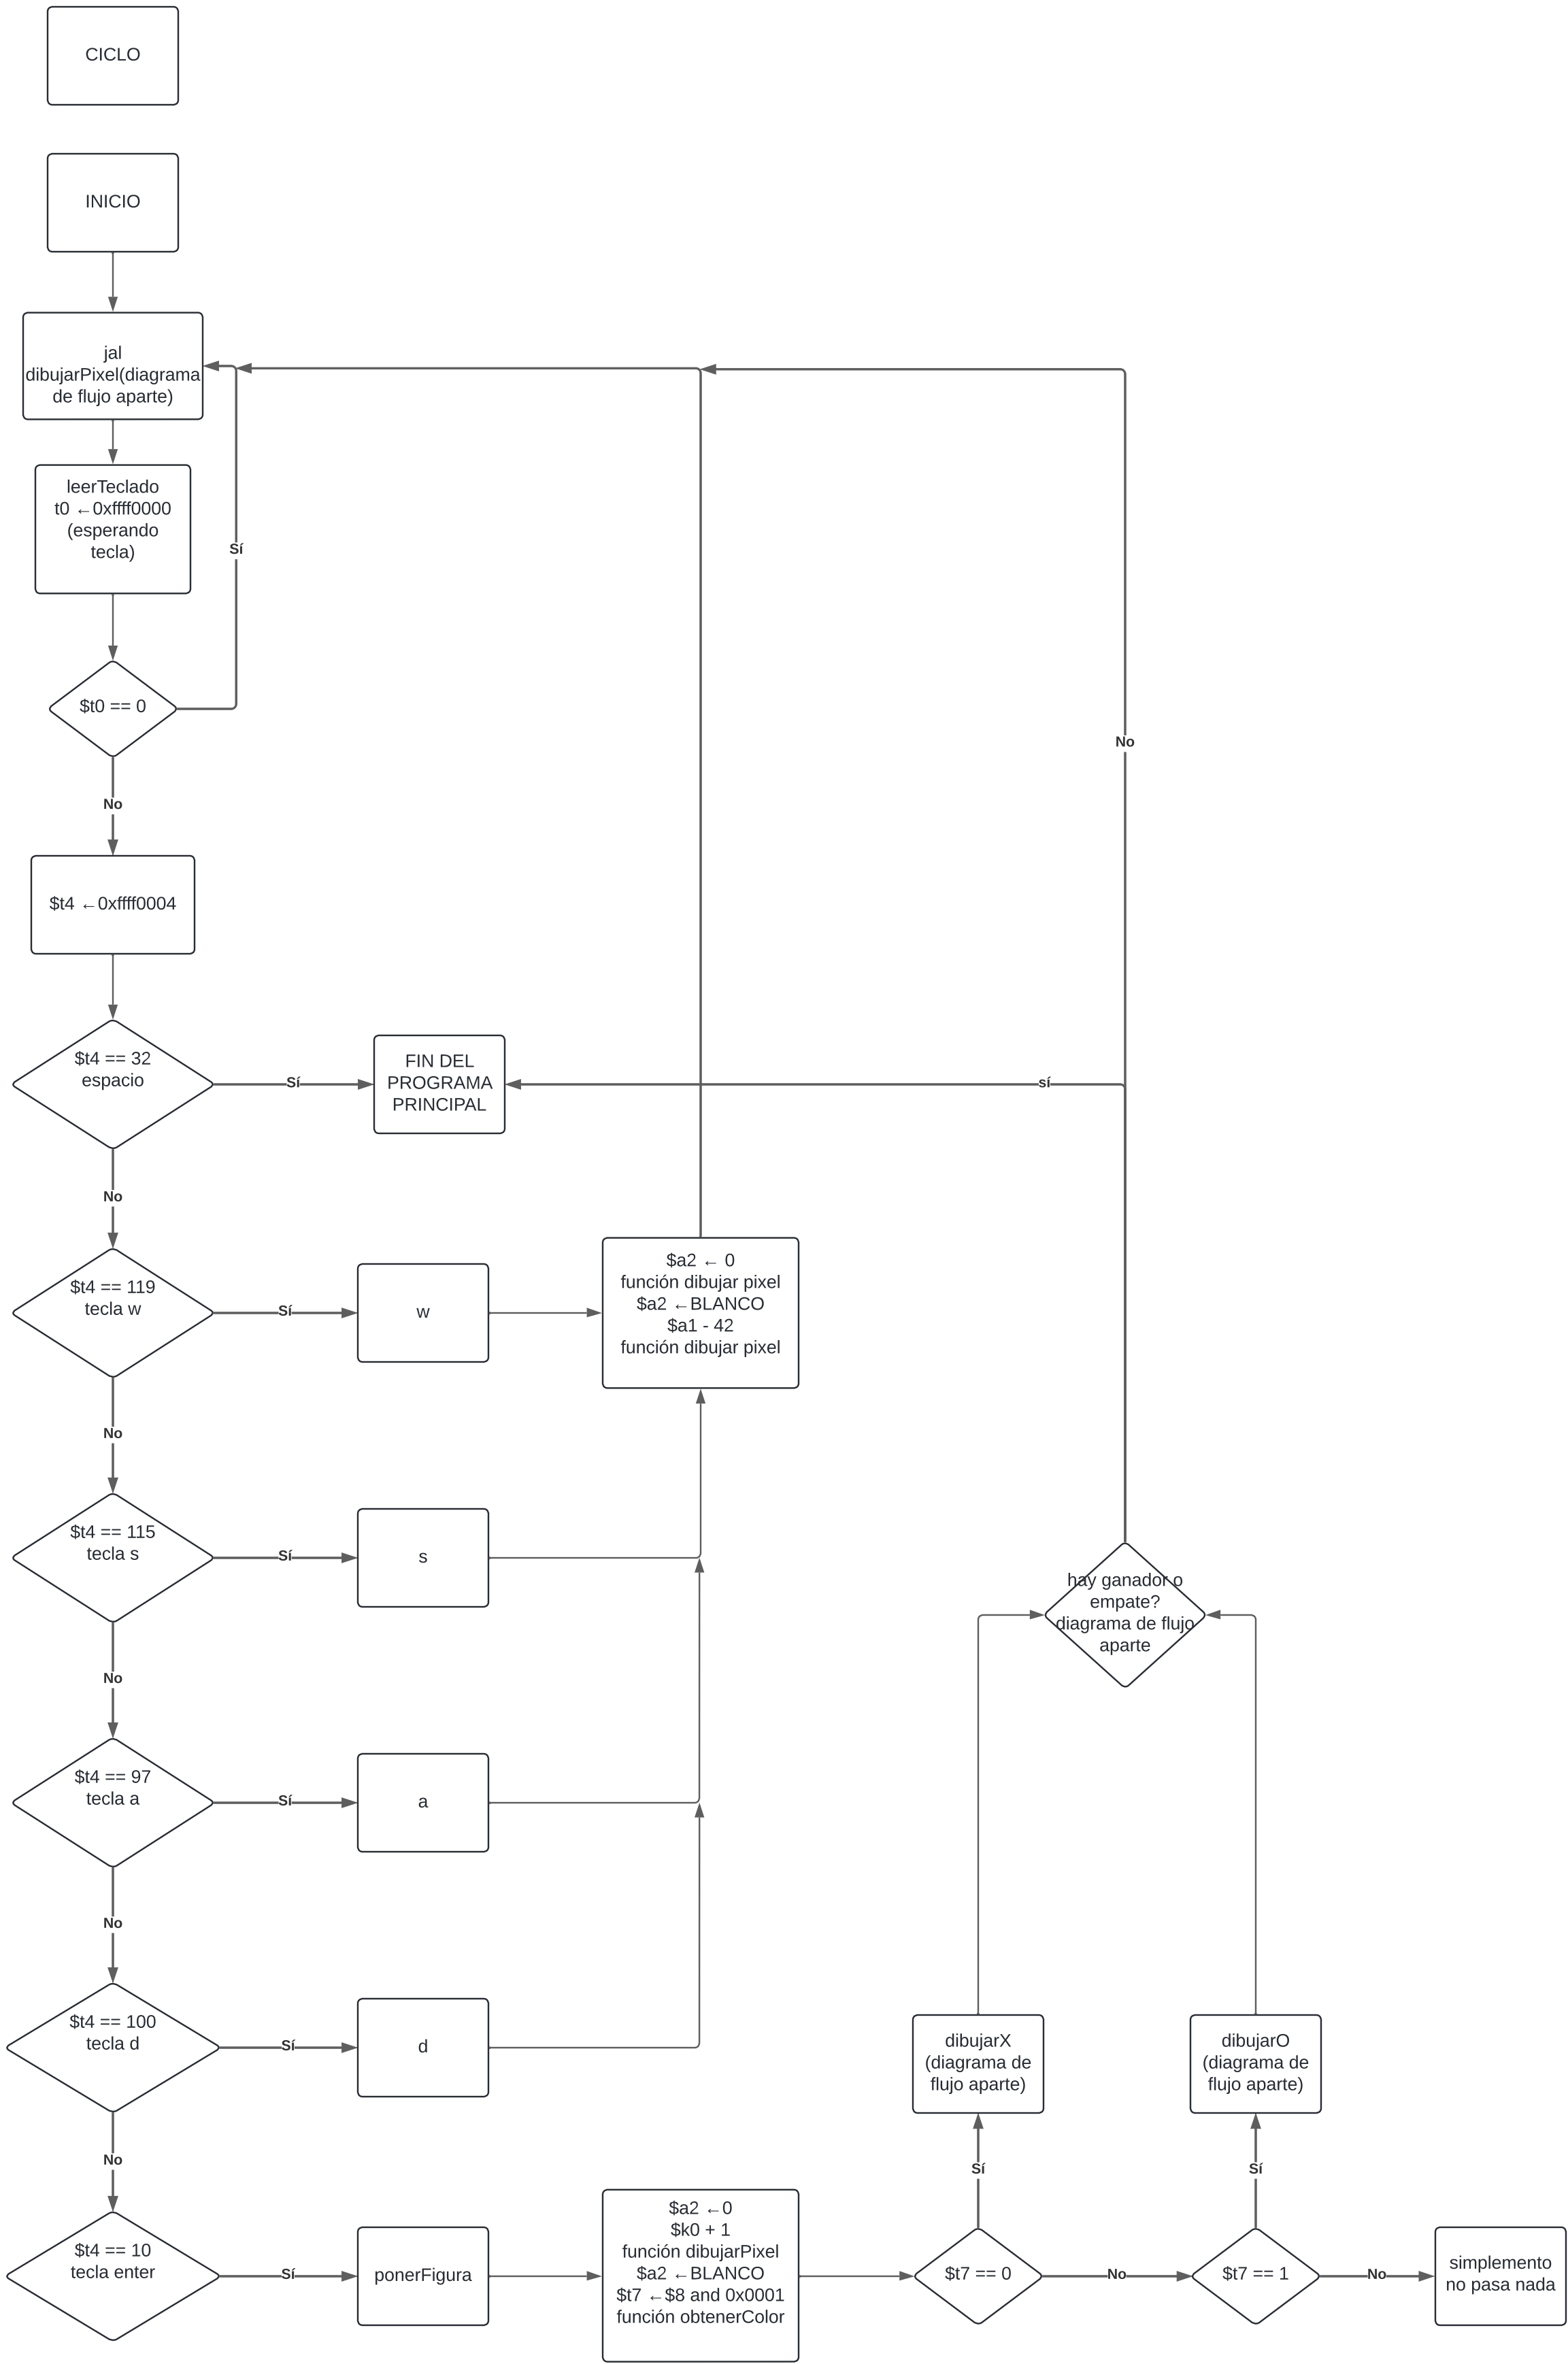 CICLO
INICIO
jal
dibujarPixel(diagrama
de flujo aparte)
leerTeclado
t0 ←0xffff0000
(esperando
tecla)
Sí
$t0 == 0
No
No
$t4 ←0xffff0004
$t4 == 32
espacio
Sí
FIN DEL
PROGRAMA
PRINCIPAL
sí
No
$t4 == 119
tecla w
Sí
w
$a2 ← 0
función dibujar pixel
$a2 ←BLANCO
$a1 - 42
función dibujar pixel
No
$t4 == 115
tecla s
Sí
s
hay ganador o
empate?
diagrama de flujo
aparte
No
$t4 == 97
tecla a
Sí
a
No
$t4 == 100
tecla d
Sí
d
dibujarX
(diagrama de
flujo aparte)
dibujarO
(diagrama de
flujo aparte)
No
Sí
Sí
$t4 == 10
tecla enter
Sí
ponerFigura
$a2 ←0
$k0 + 1
función dibujarPixel
$a2 ←BLANCO
$t7 ←$8 and 0x0001
función obtenerColor
$t7 == 0
No
$t7 == 1
No
simplemento
no pasa nada